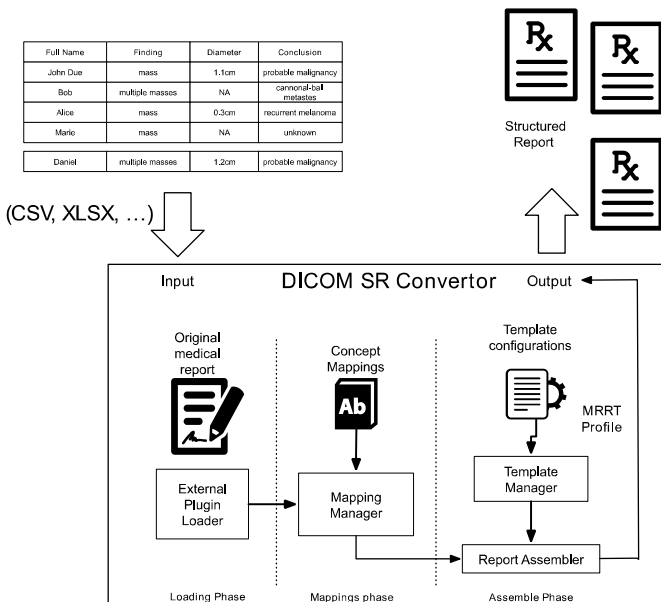 Full Name Finding Diameter Conclusion
John Due mass 1.1cm probable malignancy
Bob multiple masses NA cannonal-ball
metastes
Alice mass 0.3cm recurrent melanoma
Marie mass NA unknown
Daniel multiple masses 1.2cm probable malignancy
(CSV, XLSX, ...)
Rx
Rx
Rx
Structured
Report
Input DICOM SR Convertor Output
Original
medical
report
Concept
Mappings
Ab
Template
configurations
MRRT
Profile
External
Plugin
Loader
Mapping
Manager
Template
Manager
Report Assembler
Loading Phase Mappings phase Assemble Phase